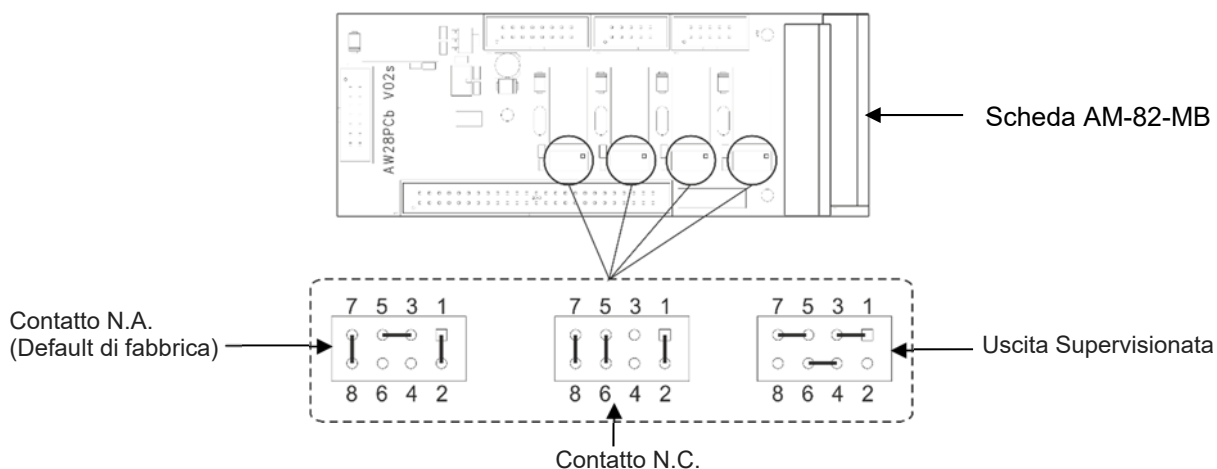 AW28PCb V02s
Scheda AM-82-MB
7 5 3 1
7 5 3 1
7 5 3 1
Contatto N.A.
(Default di fabbrica)
Uscita Supervisionata
8 6 4 2
8 6 4 2
8 6 4 2
Contatto N.C.